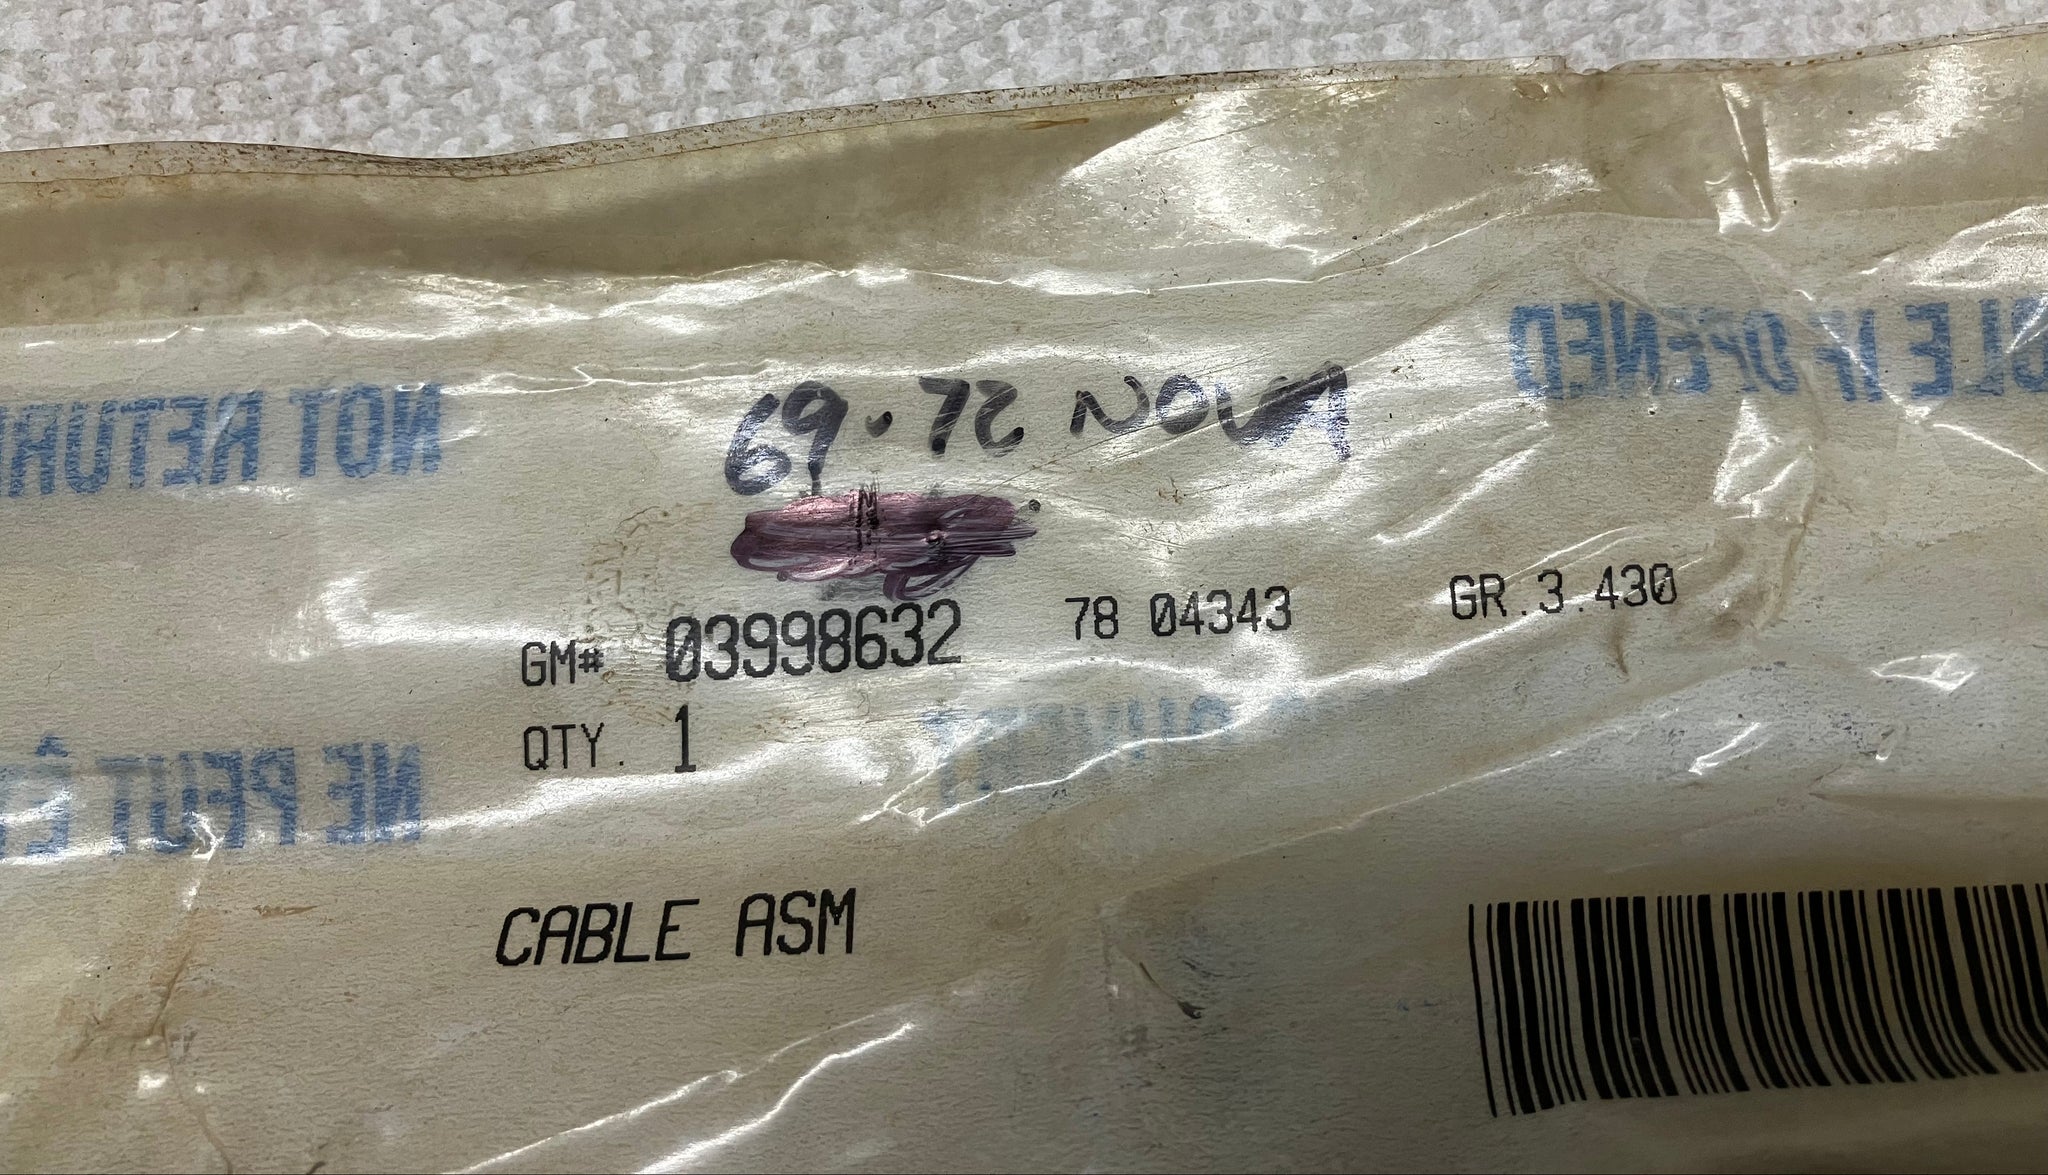 69-72 NOVA
NOT RETURN
BLE IF OPENED
GM# 03998632 78 04343 GR.3.430
QTY. 1
NE PEUT Ê
CABLE ASM